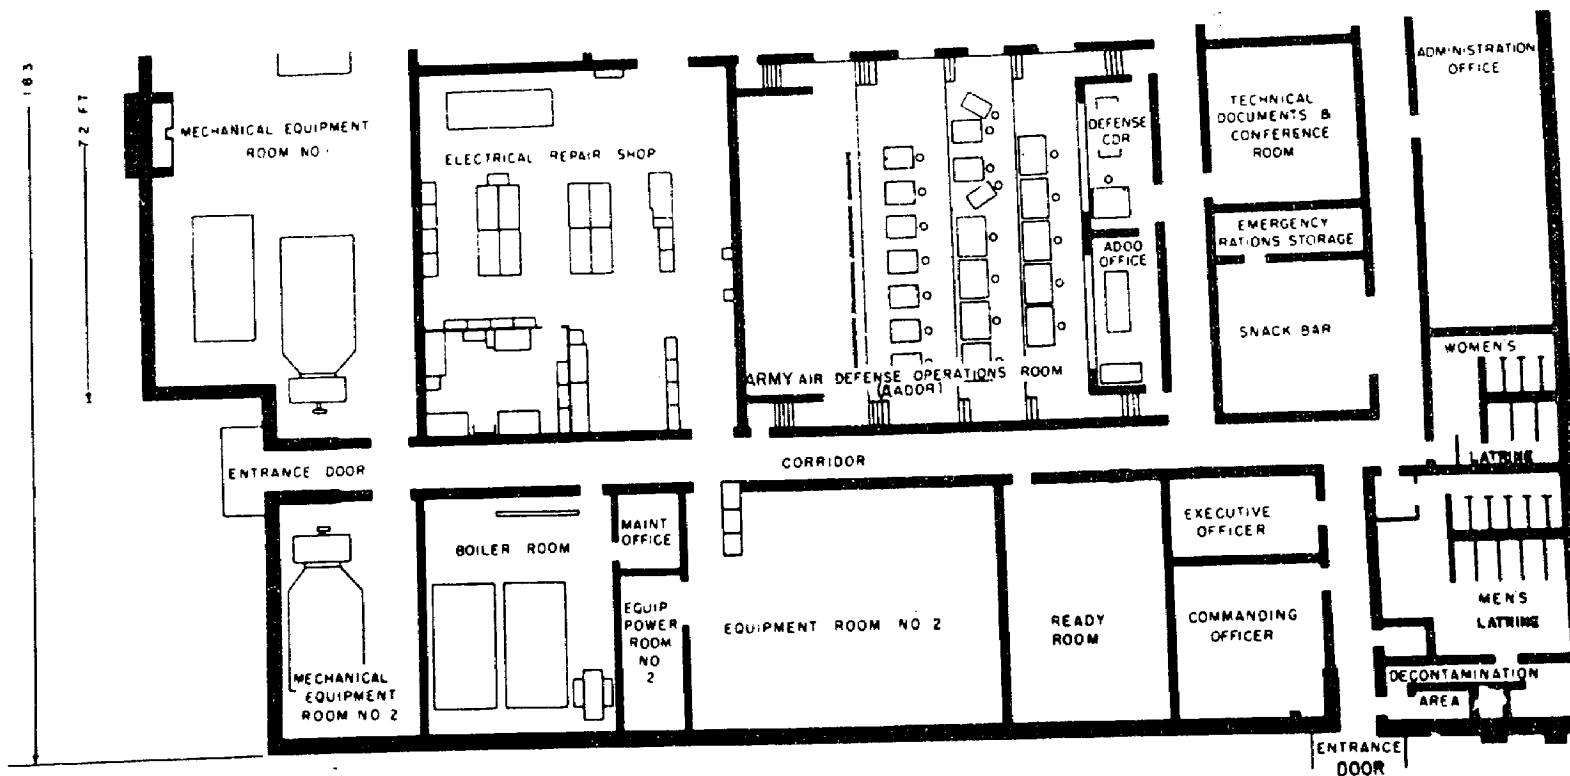 183
72 FT
MECHANICAL EQUIPMENT
ROOM NO
ELECTRICAL REPAIR SHOP
DEFENSE
CDR
TECHNICAL
DOCUMENTS &
CONFERENCE
ROOM
ADMINISTRATION
OFFICE
EMERGENCY
RATIONS STORAGE
ADOO
OFFICE
SNACK BAR
WOMEN'S
LATRINE
ARMY AIR DEFENSE OPERATIONS ROOM
(AADOR)
ENTRANCE DOOR
CORRIDOR
MAINT
OFFICE
BOILER ROOM
EXECUTIVE
OFFICER
EQUIP
POWER
ROOM
NO
2
EQUIPMENT ROOM NO 2
READY
ROOM
COMMANDING
OFFICER
MEN'S
LATRINE
MECHANICAL
EQUIPMENT
ROOM NO 2
DECONTAMINATION
AREA
ENTRANCE
DOOR